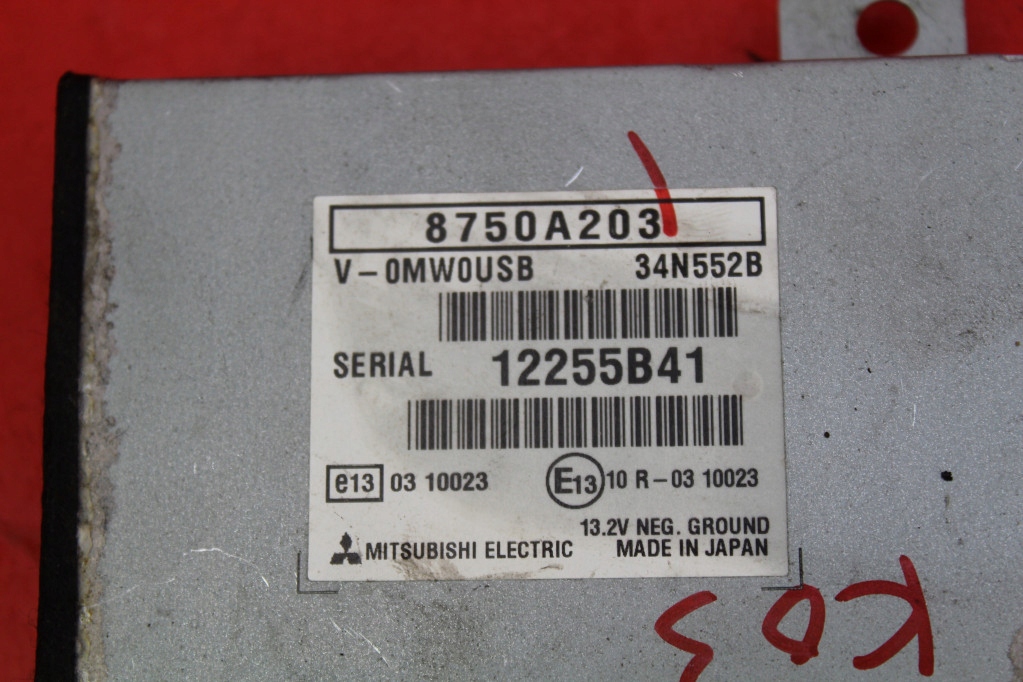 8750A203
V-0MW0USB 34N552B
SERIAL 12255B41
e13 03 10023 E13 10 R-03 10023
13.2V NEG. GROUND
MITSUBISHI ELECTRIC MADE IN JAPAN
K03